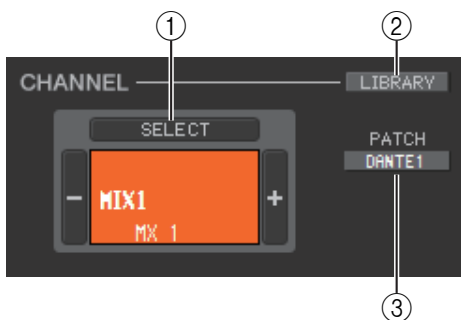 ① ②
CHANNEL LIBRARY
SELECT
PATCH
DANTE1
− MIX1 +
MX 1
③